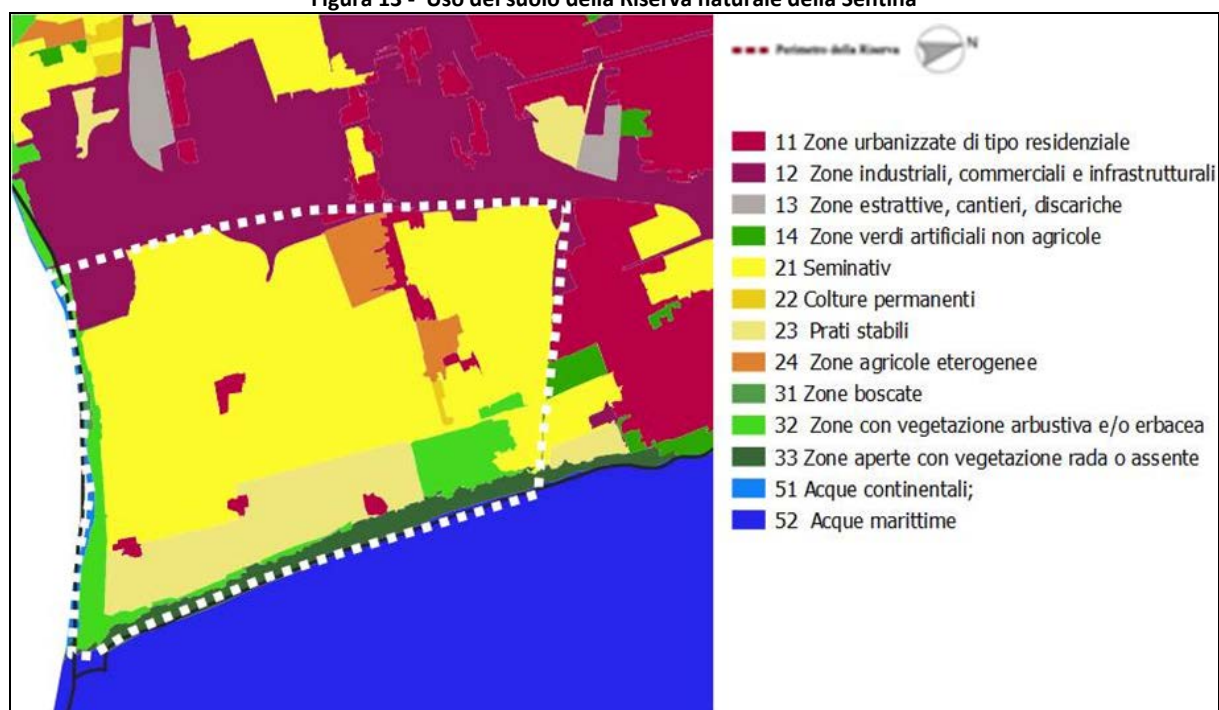 Figura 13 - Uso del suolo della Riserva naturale della Sentina
Perimetro della Riserva
N
11 Zone urbanizzate di tipo residenziale
12 Zone industriali, commerciali e infrastrutturali
13 Zone estrattive, cantieri, discariche
14 Zone verdi artificiali non agricole
21 Seminativ
22 Colture permanenti
23 Prati stabili
24 Zone agricole eterogenee
31 Zone boscate
32 Zone con vegetazione arbustiva e/o erbacea
33 Zone aperte con vegetazione rada o assente
51 Acque continentali;
52 Acque marittime